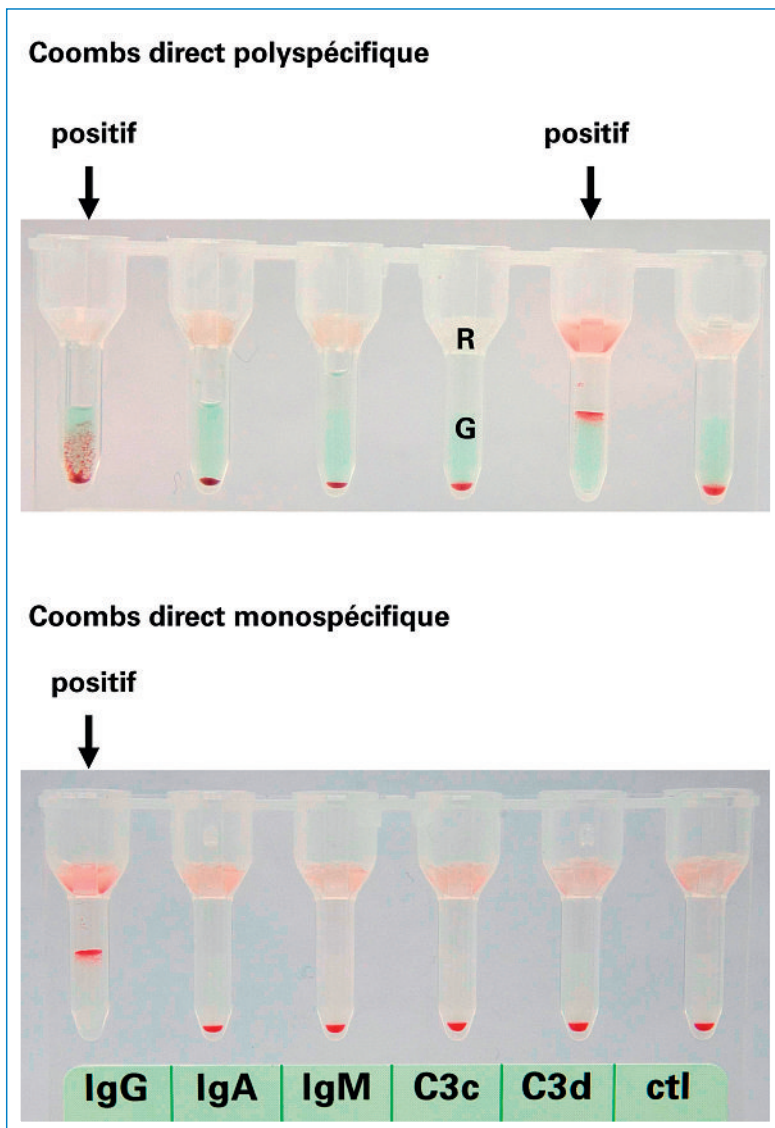 Coombs direct polyspécifique
positif positif
R
G
Coombs direct monospécifique
positif
IgG IgA IgM C3c C3d ctl